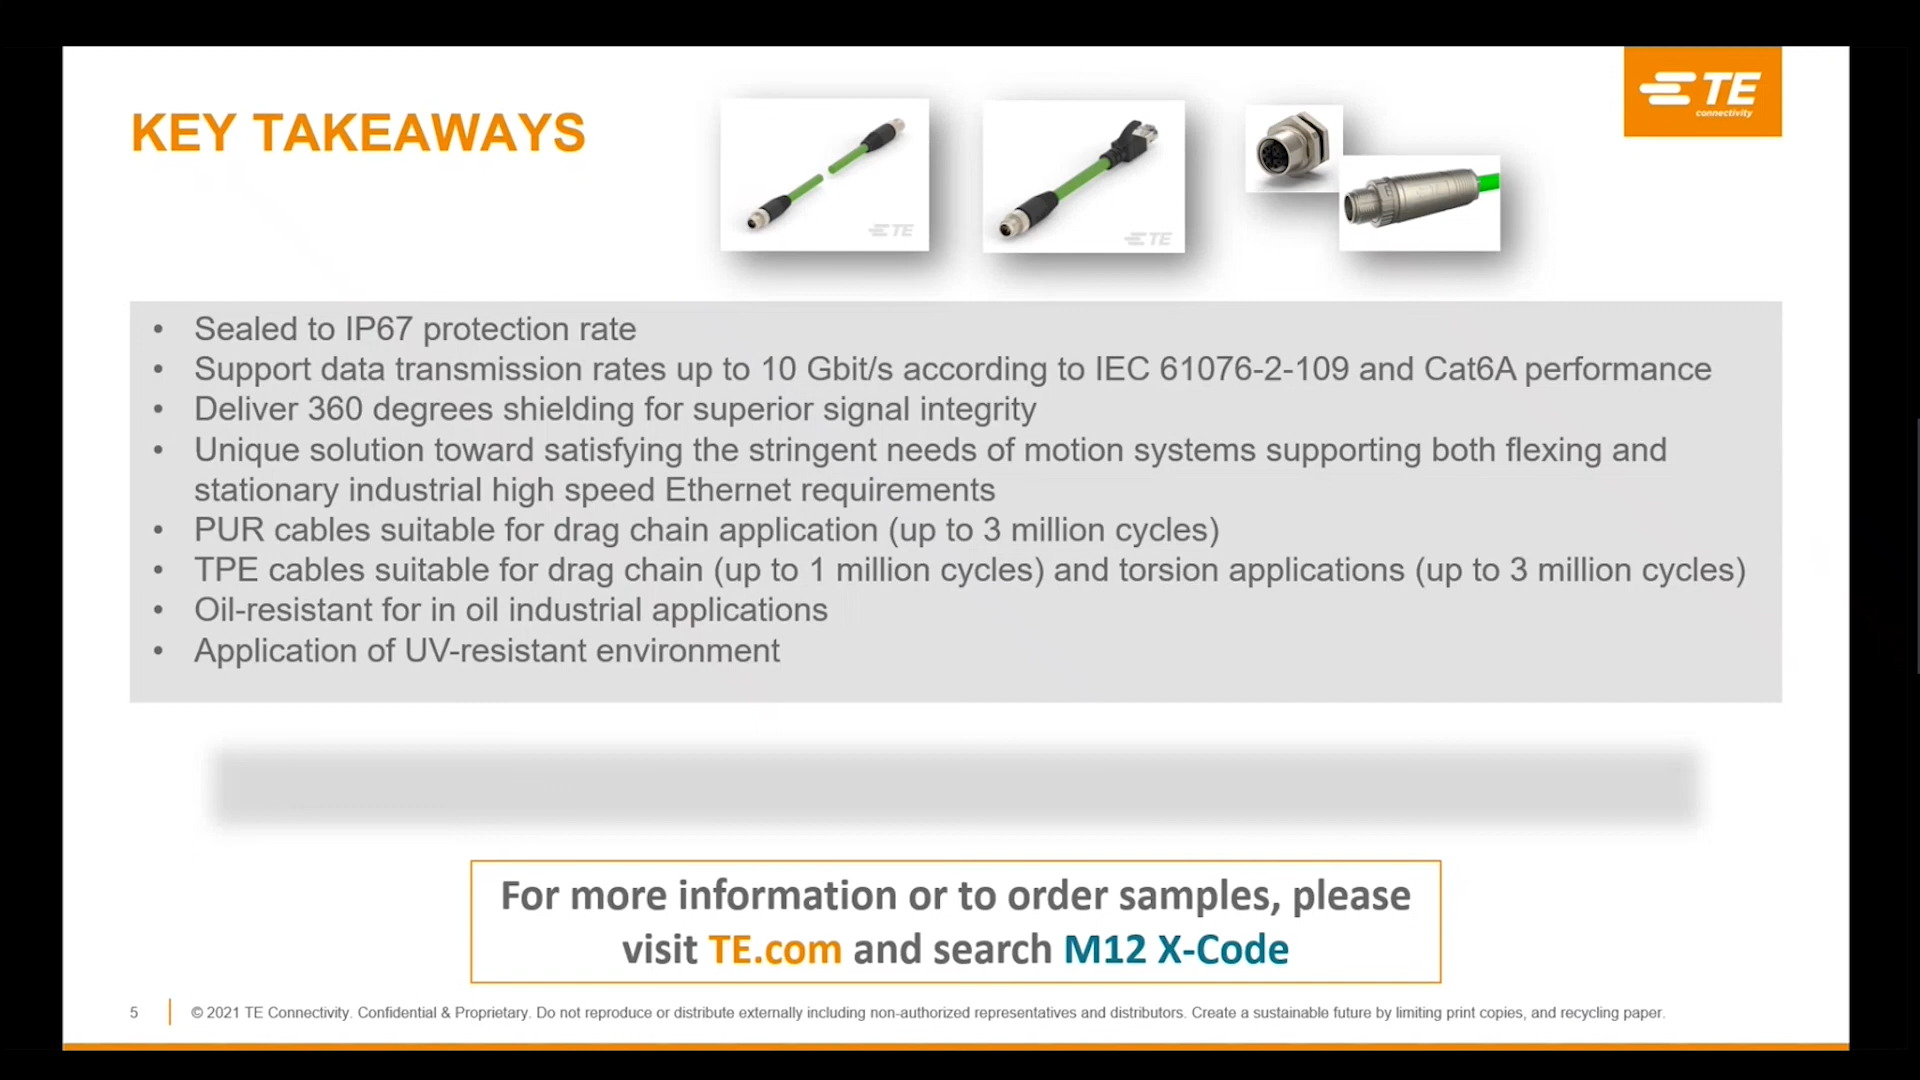 TE
connectivity
KEY TAKEAWAYS
TE
TE
• Sealed to IP67 protection rate
• Support data transmission rates up to 10 Gbit/s according to IEC 61076-2-109 and Cat6A performance
• Deliver 360 degrees shielding for superior signal integrity
• Unique solution toward satisfying the stringent needs of motion systems supporting both flexing and
stationary industrial high speed Ethernet requirements
• PUR cables suitable for drag chain application (up to 3 million cycles)
• TPE cables suitable for drag chain (up to 1 million cycles) and torsion applications (up to 3 million cycles)
• Oil-resistant for in oil industrial applications
• Application of UV-resistant environment
For more information or to order samples, please
visit TE.com and search M12 X-Code
5
© 2021 TE Connectivity. Confidential & Proprietary. Do not reproduce or distribute externally including non-authorized representatives and distributors. Create a sustainable future by limiting print copies, and recycling paper.